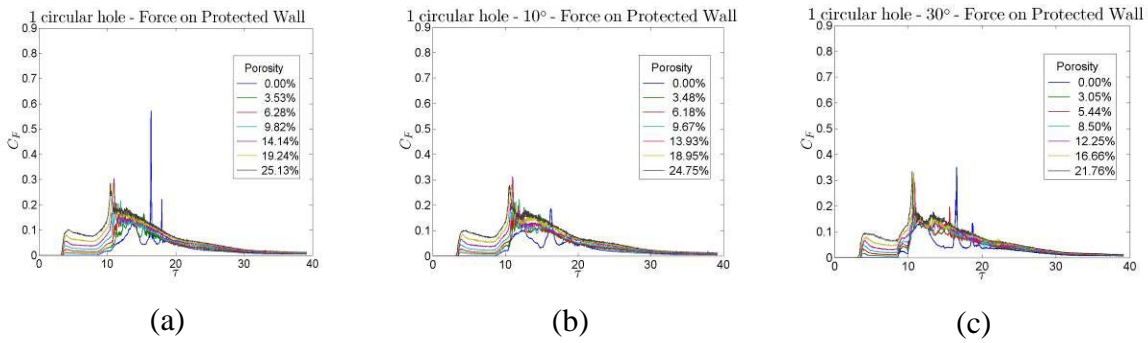 1 circular hole - Force on Protected Wall
0.9
0.8
0.7
0.6
0.5
0.4
0.3
0.2
0.1
0
C_F
Porosity
0.00%
3.53%
6.28%
9.82%
14.14%
19.24%
25.13%
0 10 20 30 40
τ
(a)
1 circular hole - 10° - Force on Protected Wall
0.9
0.8
0.7
0.6
0.5
0.4
0.3
0.2
0.1
0
C_F
Porosity
0.00%
3.48%
6.18%
9.67%
13.93%
18.95%
24.75%
0 10 20 30 40
τ
(b)
1 circular hole - 30° - Force on Protected Wall
0.9
0.8
0.7
0.6
0.5
0.4
0.3
0.2
0.1
0
C_F
Porosity
0.00%
3.05%
5.44%
8.50%
12.25%
16.66%
21.76%
0 10 20 30 40
τ
(c)